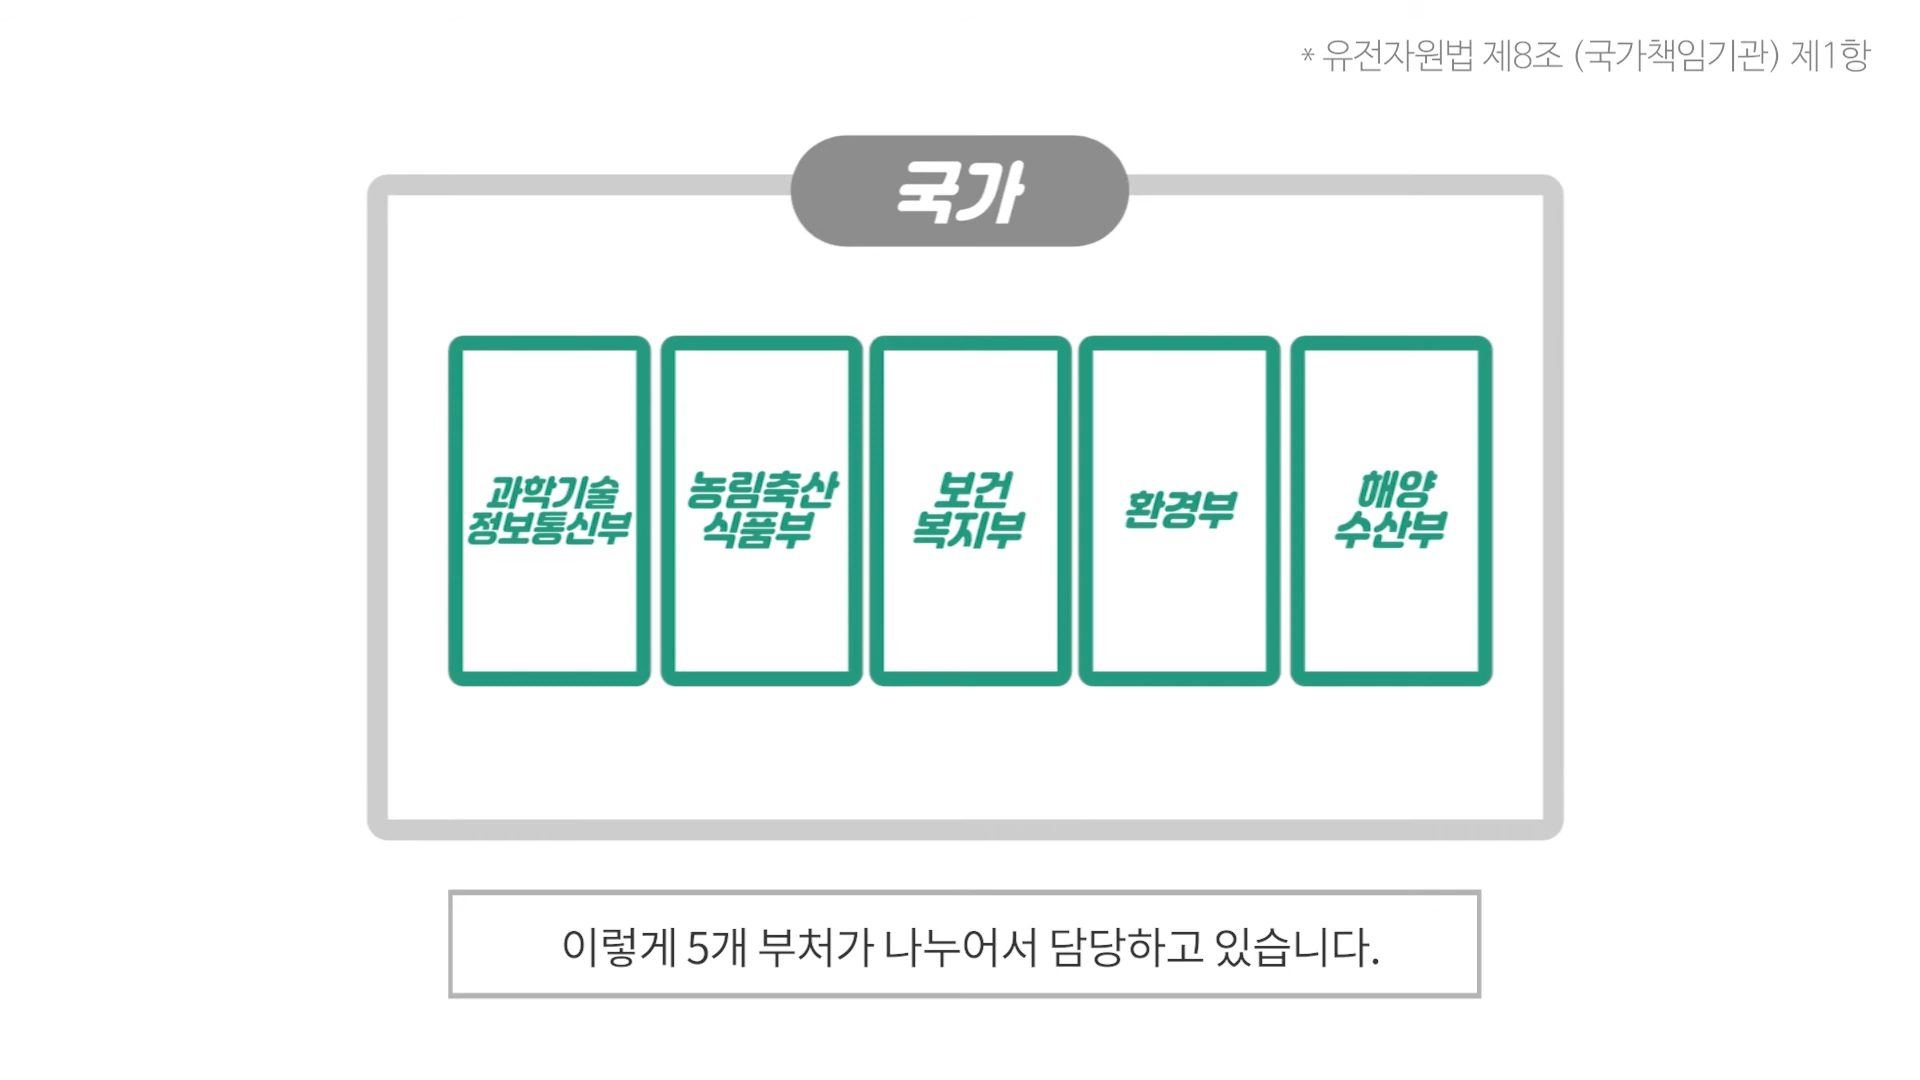 * 유전자원법 제8조 (국가책임기관) 제1항
국가
과학기술
정보통신부
농림축산
식품부
보건
복지부
환경부
해양
수산부
이렇게 5개 부처가 나누어서 담당하고 있습니다.